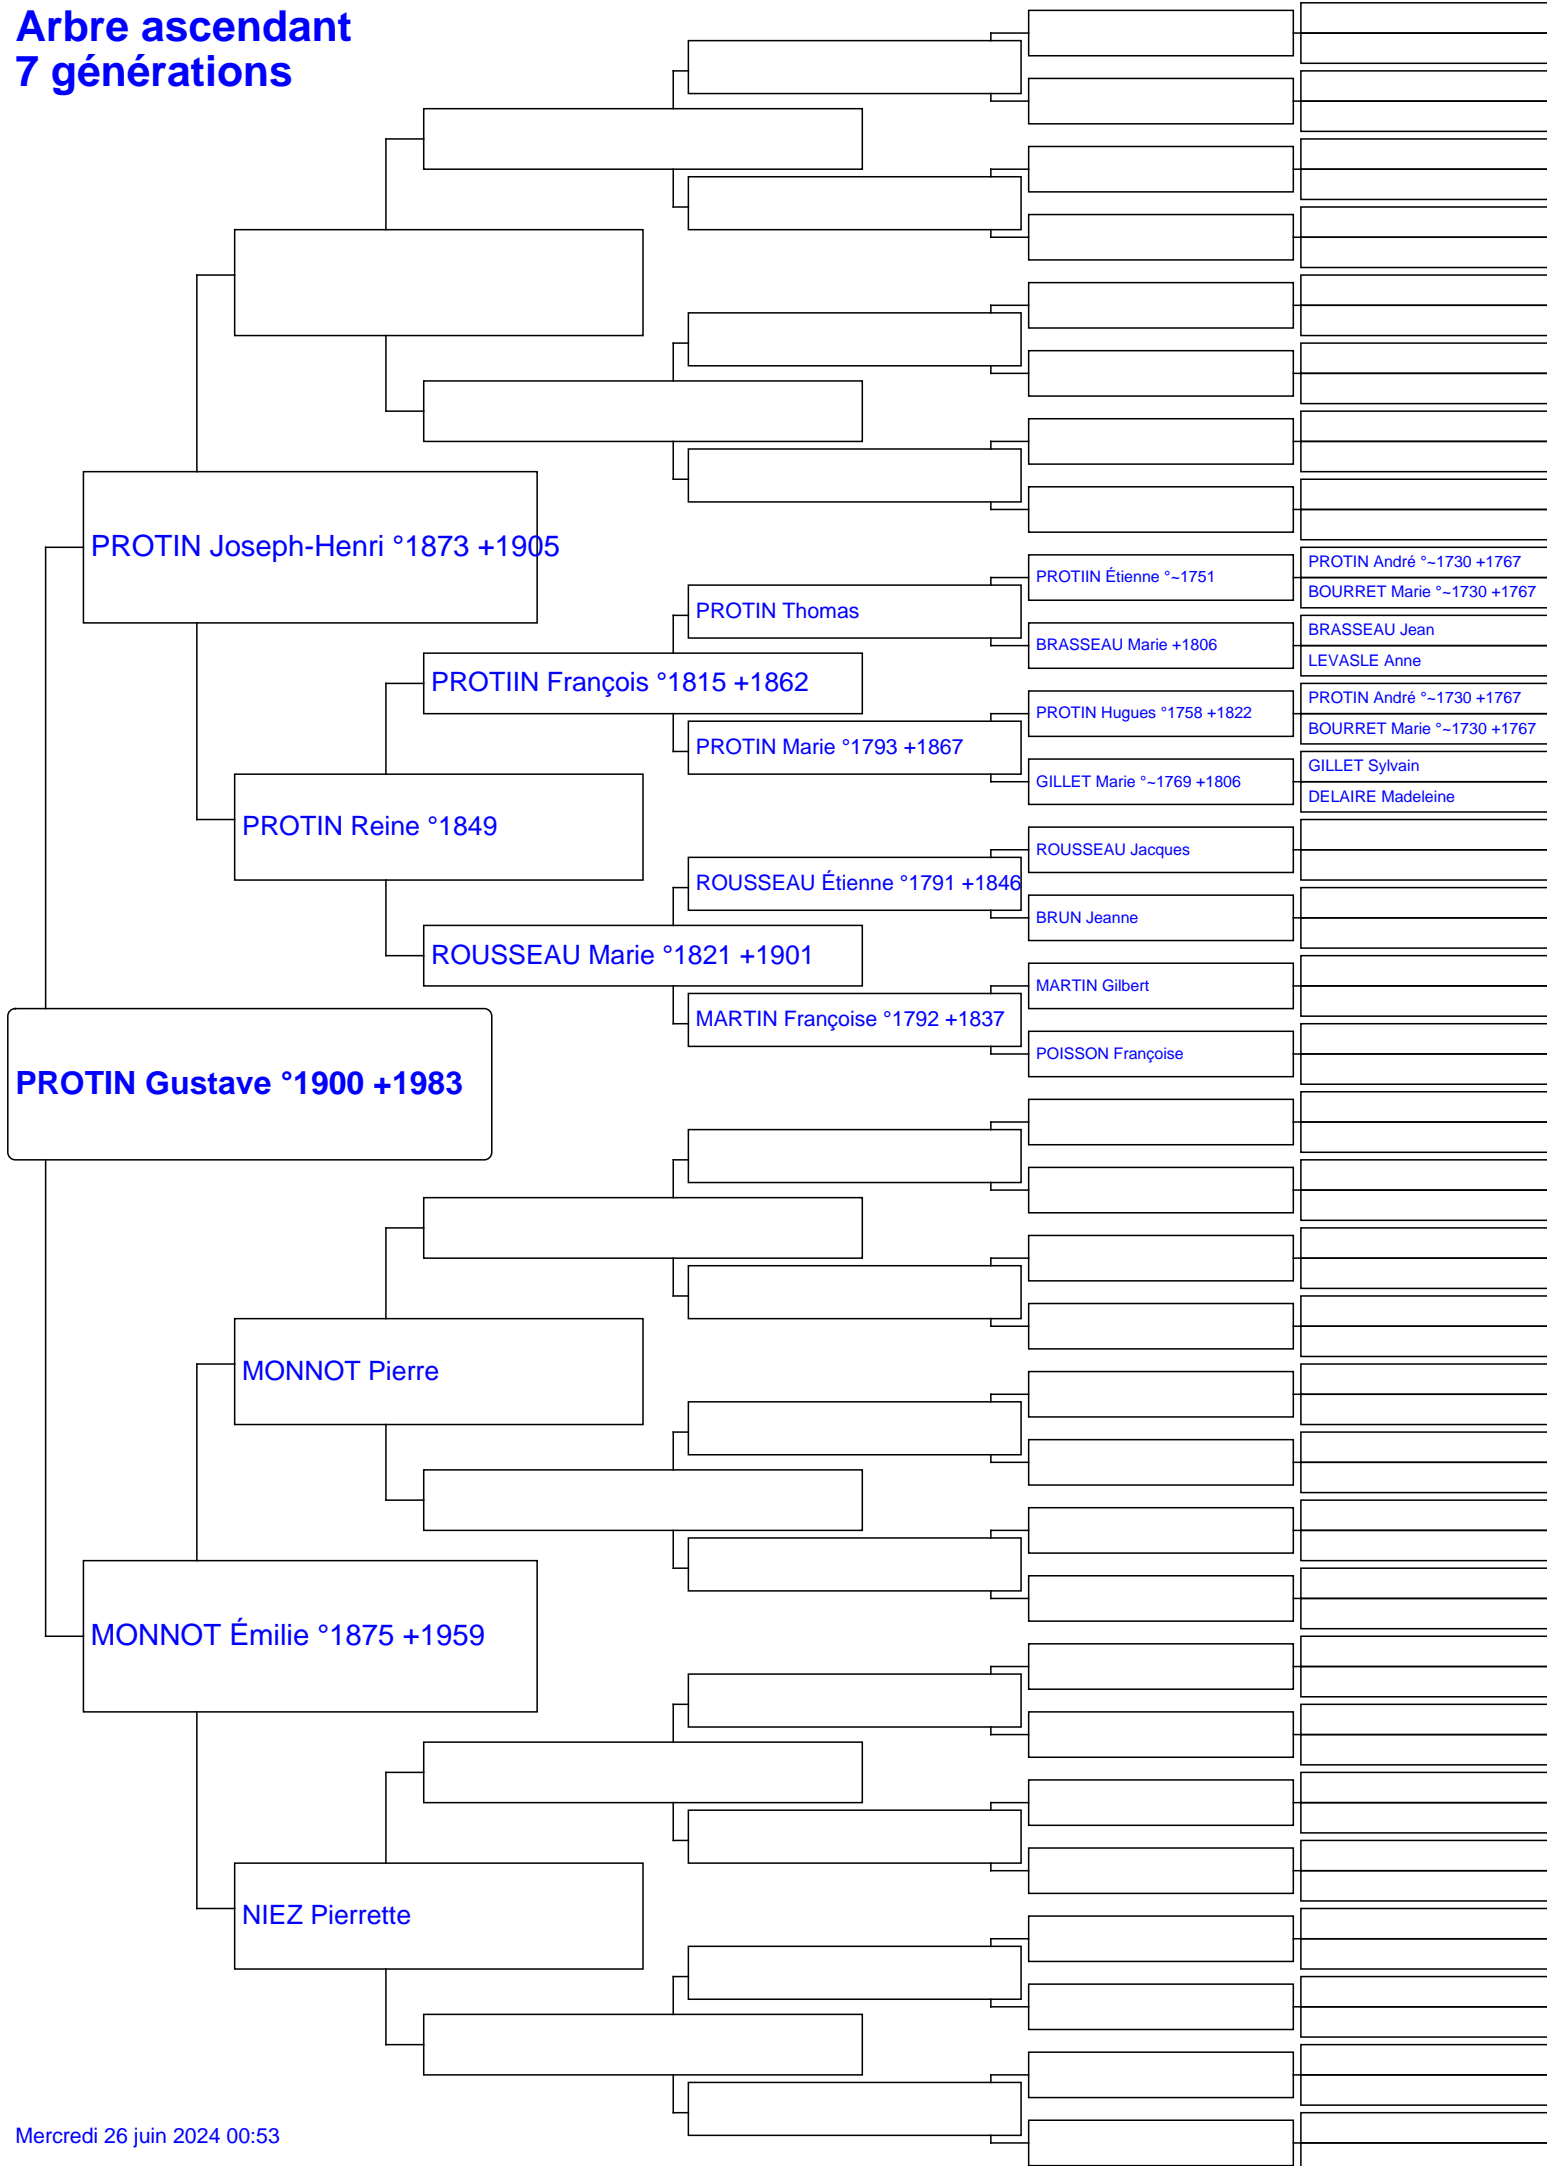 Arbre ascendant
7 générations
PROTIN Joseph-Henri °1873 +1905
PROTIIN Étienne °~1751
PROTIN André °~1730 +1767
BOURRET Marie °~1730 +1767
PROTIN Thomas
BRASSEAU Marie +1806
BRASSEAU Jean
LEVASLE Anne
PROTIIN François °1815 +1862
PROTIN Hugues °1758 +1822
PROTIN André °~1730 +1767
BOURRET Marie °~1730 +1767
PROTIN Marie °1793 +1867
GILLET Marie °~1769 +1806
GILLET Sylvain
DELAIRE Madeleine
PROTIN Reine °1849
ROUSSEAU Jacques
ROUSSEAU Étienne °1791 +1846
BRUN Jeanne
ROUSSEAU Marie °1821 +1901
MARTIN Gilbert
MARTIN Françoise °1792 +1837
POISSON Françoise
PROTIN Gustave °1900 +1983
MONNOT Pierre
MONNOT Émilie °1875 +1959
NIEZ Pierrette
Mercredi 26 juin 2024 00:53